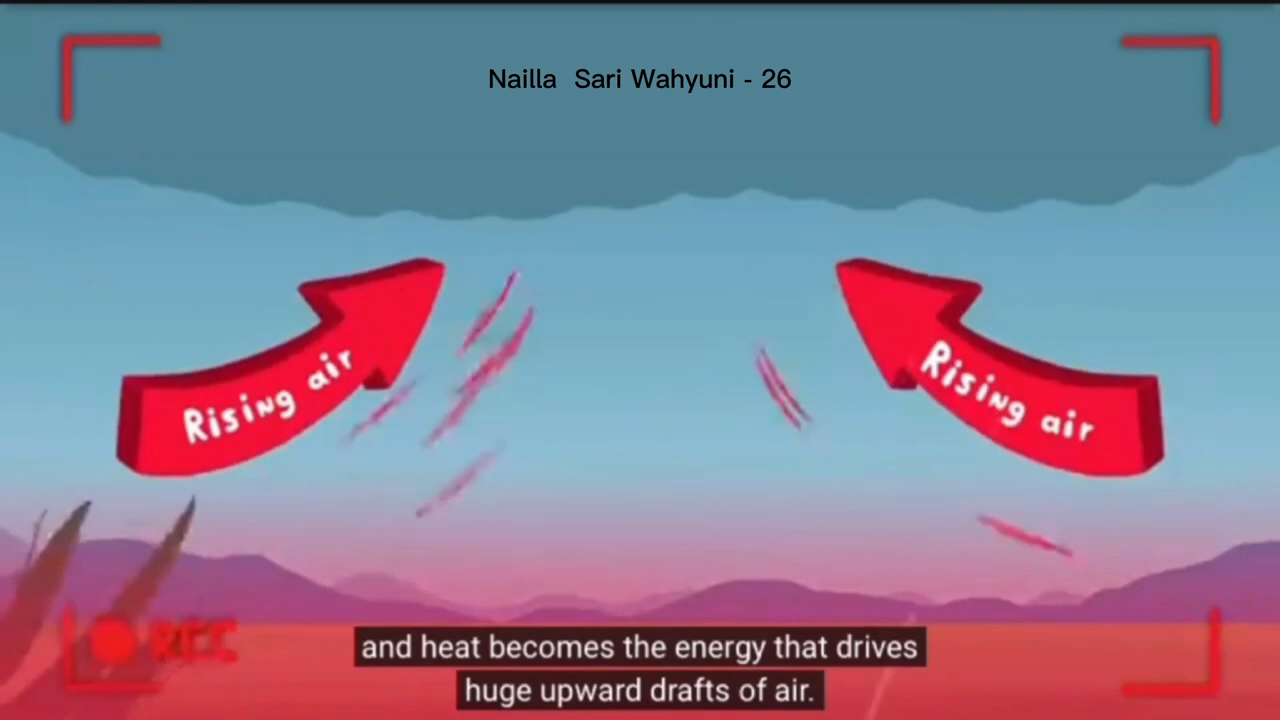 Nailla Sari Wahyuni - 26
Rising air
Rising air
REC
and heat becomes the energy that drives
huge upward drafts of air.